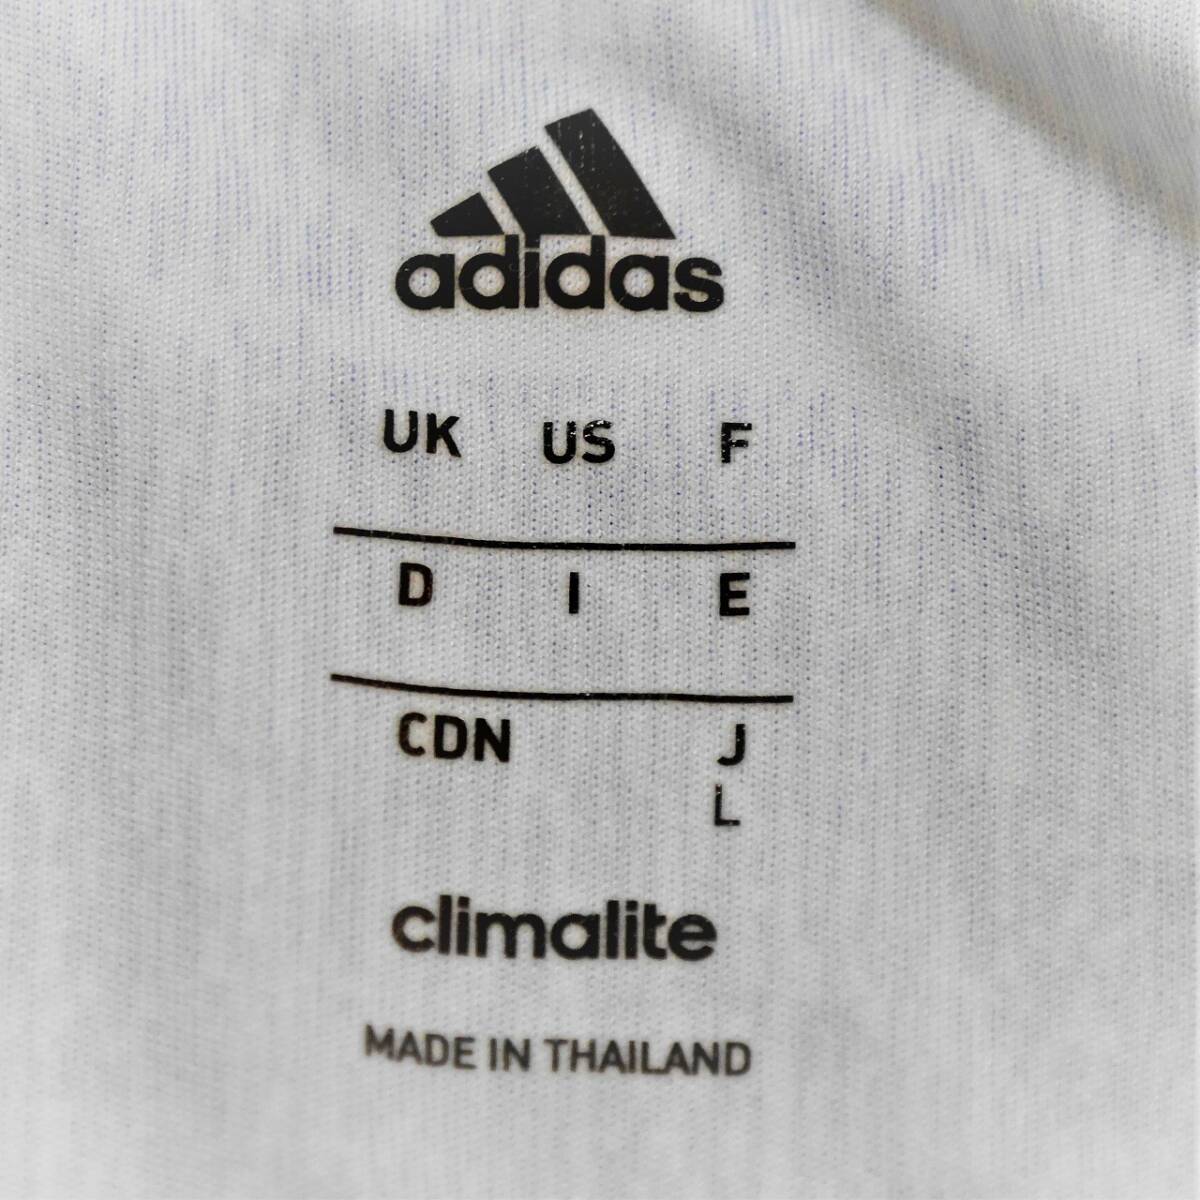 adidas
UK US F
D I E
CDN J
L
climalite
MADE IN THAILAND